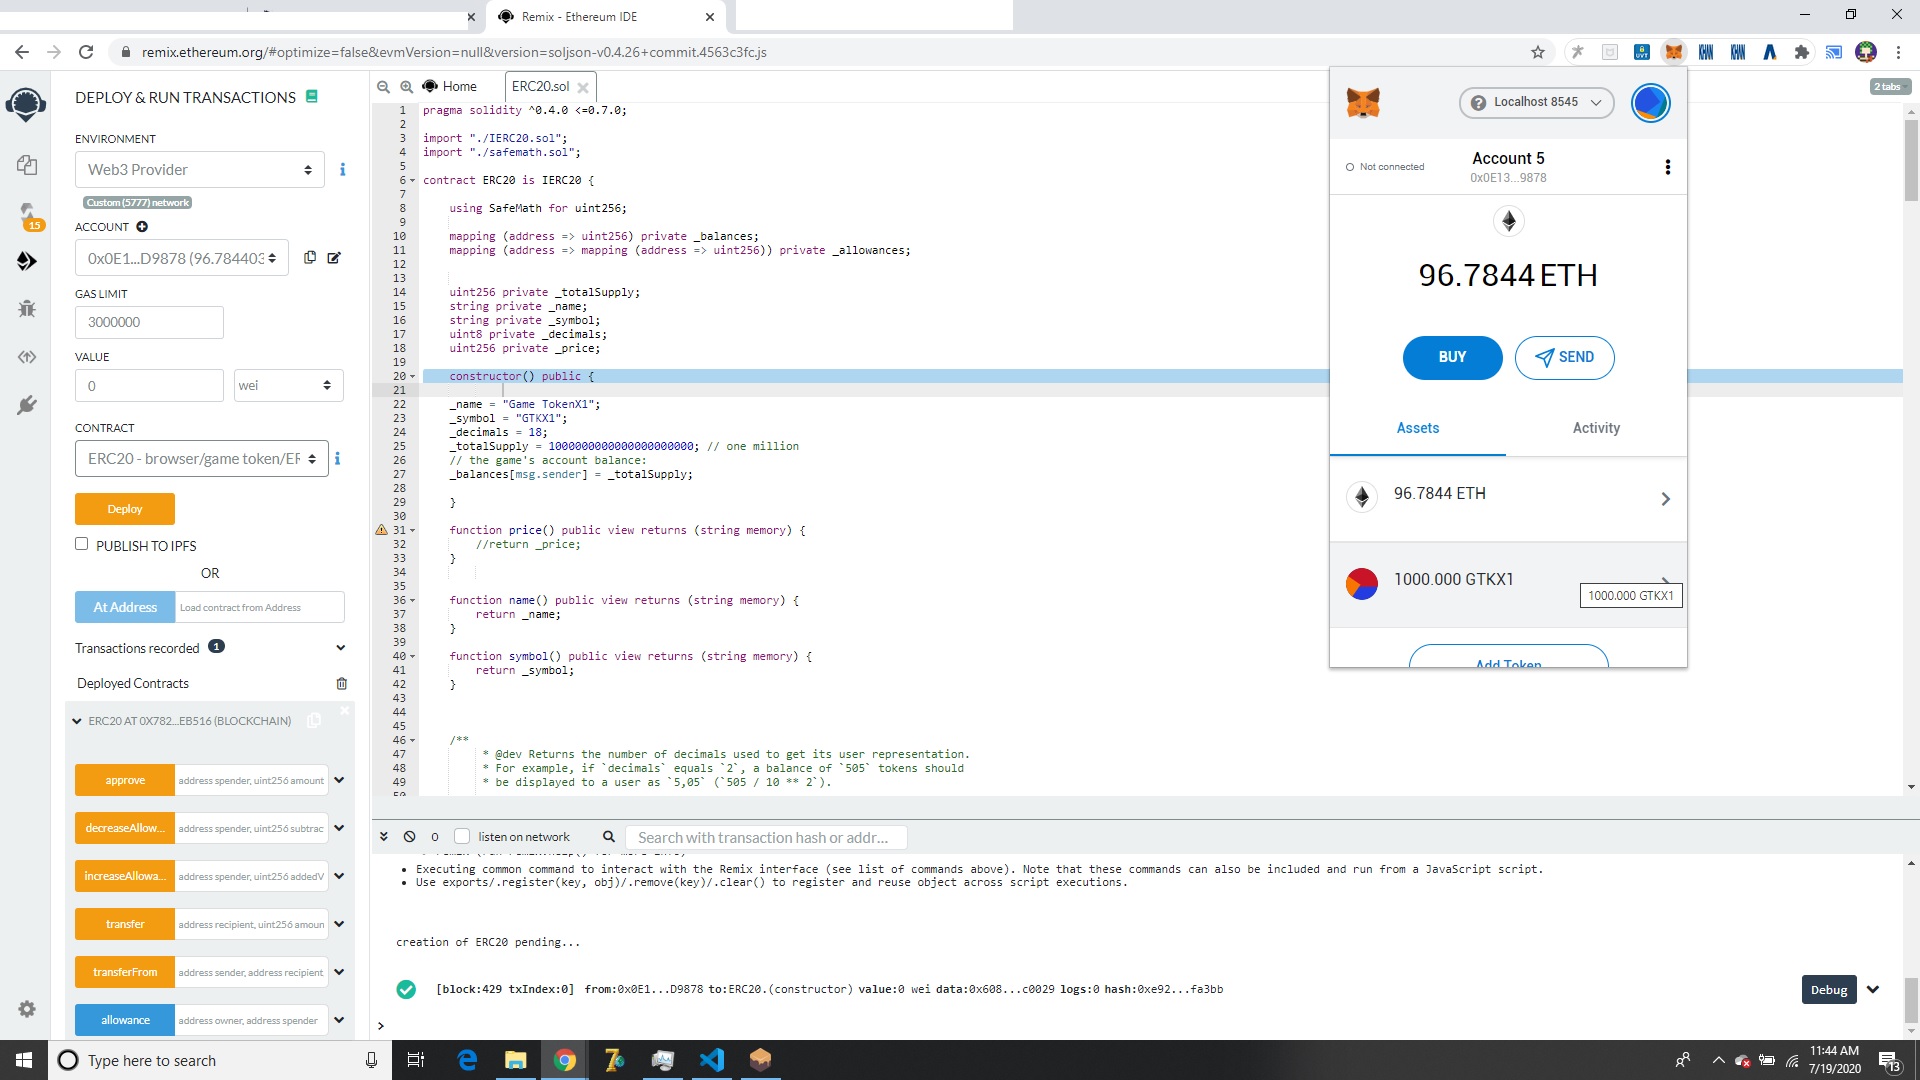 Remix - Ethereum IDE
remix.ethereum.org/#optimize=false&evmVersion=null&version=soljson-v0.4.26+commit.4563c3fc.js
2 tabs
DEPLOY & RUN TRANSACTIONS
ENVIRONMENT
Web3 Provider
Custom (5777) network
ACCOUNT
0x0E1...D9878 (96.784403
GAS LIMIT
3000000
VALUE
0
wei
CONTRACT
ERC20 - browser/game token/ER
Deploy
PUBLISH TO IPFS
OR
At Address
Load contract from Address
Transactions recorded 1
Deployed Contracts
ERC20 AT 0X782...EB516 (BLOCKCHAIN)
approve address spender, uint256 amount
decreaseAllow... address spender, uint256 subtrac
increaseAllowa... address spender, uint256 addedV
transfer address recipient, uint256 amoun
transferFrom address sender, address recipient
allowance address owner, address spender
15
Home
ERC20.sol
1 pragma solidity ^0.4.0 <=0.7.0;
2
3 import "./IERC20.sol";
4 import "./safemath.sol";
5
6 contract ERC20 is IERC20 {
7
8 using SafeMath for uint256;
9
10 mapping (address => uint256) private _balances;
11 mapping (address => mapping (address => uint256)) private _allowances;
12
13
14 uint256 private _totalSupply;
15 string private _name;
16 string private _symbol;
17 uint8 private _decimals;
18 uint256 private _price;
19
20 constructor() public {
21
22 _name = "Game TokenX1";
23 _symbol = "GTKX1";
24 _decimals = 18;
25 _totalSupply = 1000000000000000000000; // one million
26 // the game's account balance:
27 _balances[msg.sender] = _totalSupply;
28
29 }
30
31 function price() public view returns (string memory) {
32 //return _price;
33 }
34
35
36 function name() public view returns (string memory) {
37 return _name;
38 }
39
40 function symbol() public view returns (string memory) {
41 return _symbol;
42 }
43
44
45
46 /**
47 * @dev Returns the number of decimals used to get its user representation.
48 * For example, if `decimals` equals `2`, a balance of `505` tokens should
49 * be displayed to a user as `5,05` (`505 / 10 ** 2`).
50
Localhost 8545
Not connected
Account 5
0x0E13...9878
96.7844 ETH
BUY
SEND
Assets
Activity
96.7844 ETH
1000.000 GTKX1
1000.000 GTKX1
Add Token
0
listen on network
Search with transaction hash or addr...
Executing common command to interact with the Remix interface (see list of commands above). Note that these commands can also be included and run from a JavaScript script.
Use exports/.register(key, obj)/.remove(key)/.clear() to register and reuse object across script executions.
creation of ERC20 pending...
[block:429 txIndex:0] from:0x0E1...D9878 to:ERC20.(constructor) value:0 wei data:0x608...c0029 logs:0 hash:0xe92...fa3bb
Debug
>
Type here to search
11:44 AM
7/19/2020
13